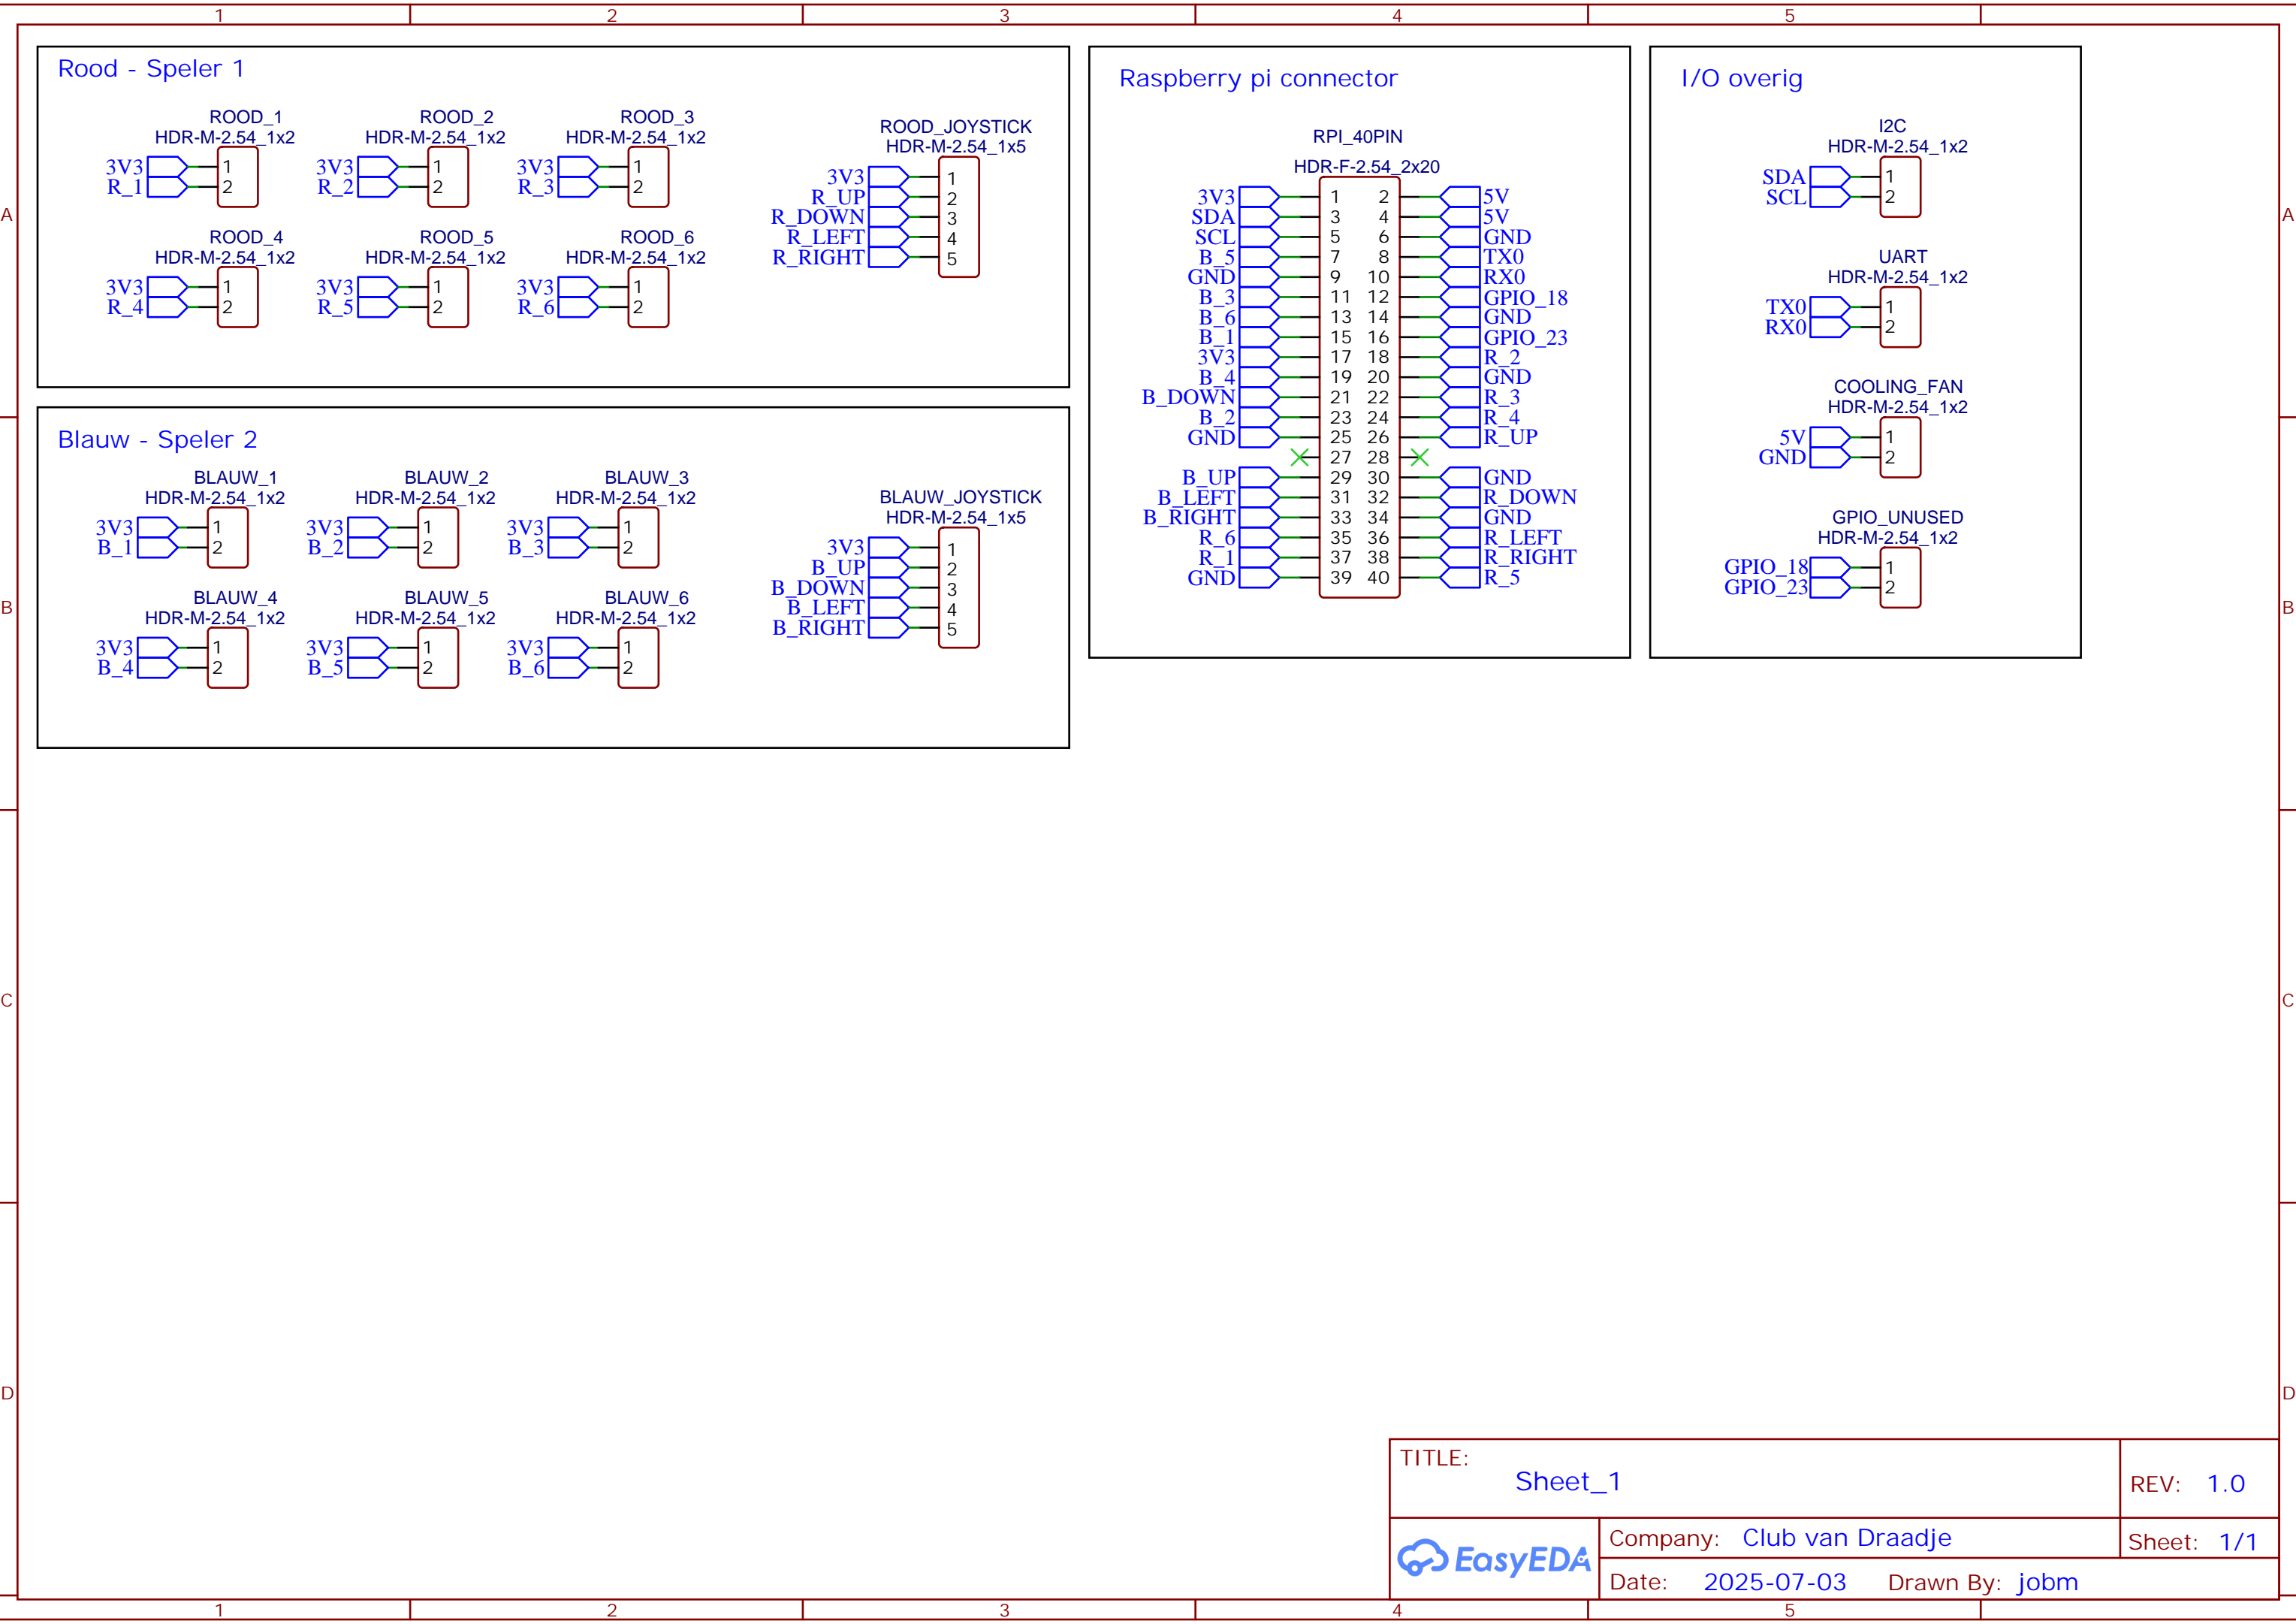 1 2 3 4 5
Rood - Speler 1
ROOD_1
HDR-M-2.54_1x2
3V3 1
R_1 2
ROOD_2
HDR-M-2.54_1x2
3V3 1
R_2 2
ROOD_3
HDR-M-2.54_1x2
3V3 1
R_3 2
ROOD_4
HDR-M-2.54_1x2
3V3 1
R_4 2
ROOD_5
HDR-M-2.54_1x2
3V3 1
R_5 2
ROOD_6
HDR-M-2.54_1x2
3V3 1
R_6 2
ROOD_JOYSTICK
HDR-M-2.54_1x5
3V3 1
R_UP 2
R_DOWN 3
R_LEFT 4
R_RIGHT 5
Blauw - Speler 2
BLAUW_1
HDR-M-2.54_1x2
3V3 1
B_1 2
BLAUW_2
HDR-M-2.54_1x2
3V3 1
B_2 2
BLAUW_3
HDR-M-2.54_1x2
3V3 1
B_3 2
BLAUW_4
HDR-M-2.54_1x2
3V3 1
B_4 2
BLAUW_5
HDR-M-2.54_1x2
3V3 1
B_5 2
BLAUW_6
HDR-M-2.54_1x2
3V3 1
B_6 2
BLAUW_JOYSTICK
HDR-M-2.54_1x5
3V3 1
B_UP 2
B_DOWN 3
B_LEFT 4
B_RIGHT 5
Raspberry pi connector
RPI_40PIN
HDR-F-2.54_2x20
3V3 1 2 5V
SDA 3 4 5V
SCL 5 6 GND
B_5 7 8 TX0
GND 9 10 RX0
B_3 11 12 GPIO_18
B_6 13 14 GND
B_1 15 16 GPIO_23
3V3 17 18 R_2
B_4 19 20 GND
B_DOWN 21 22 R_3
B_2 23 24 R_4
GND 25 26 R_UP
27 28
B_UP 29 30 GND
B_LEFT 31 32 R_DOWN
B_RIGHT 33 34 GND
R_6 35 36 R_LEFT
R_1 37 38 R_RIGHT
GND 39 40 R_5
I/O overig
I2C
HDR-M-2.54_1x2
SDA 1
SCL 2
UART
HDR-M-2.54_1x2
TX0 1
RX0 2
COOLING_FAN
HDR-M-2.54_1x2
5V 1
GND 2
GPIO_UNUSED
HDR-M-2.54_1x2
GPIO_18 1
GPIO_23 2
A A
B B
C C
D D
TITLE:
Sheet_1
REV: 1.0
EasyEDA
Company: Club van Draadje
Sheet: 1/1
Date: 2025-07-03 Drawn By: jobm
1 2 3 4 5